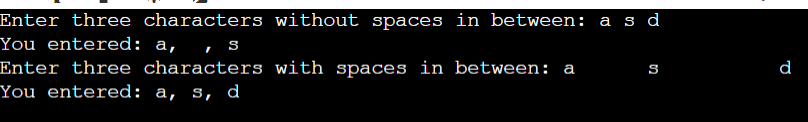 Enter three characters without spaces in between: a s d
You entered: a,  , s
Enter three characters with spaces in between: a      s          d
You entered: a, s, d